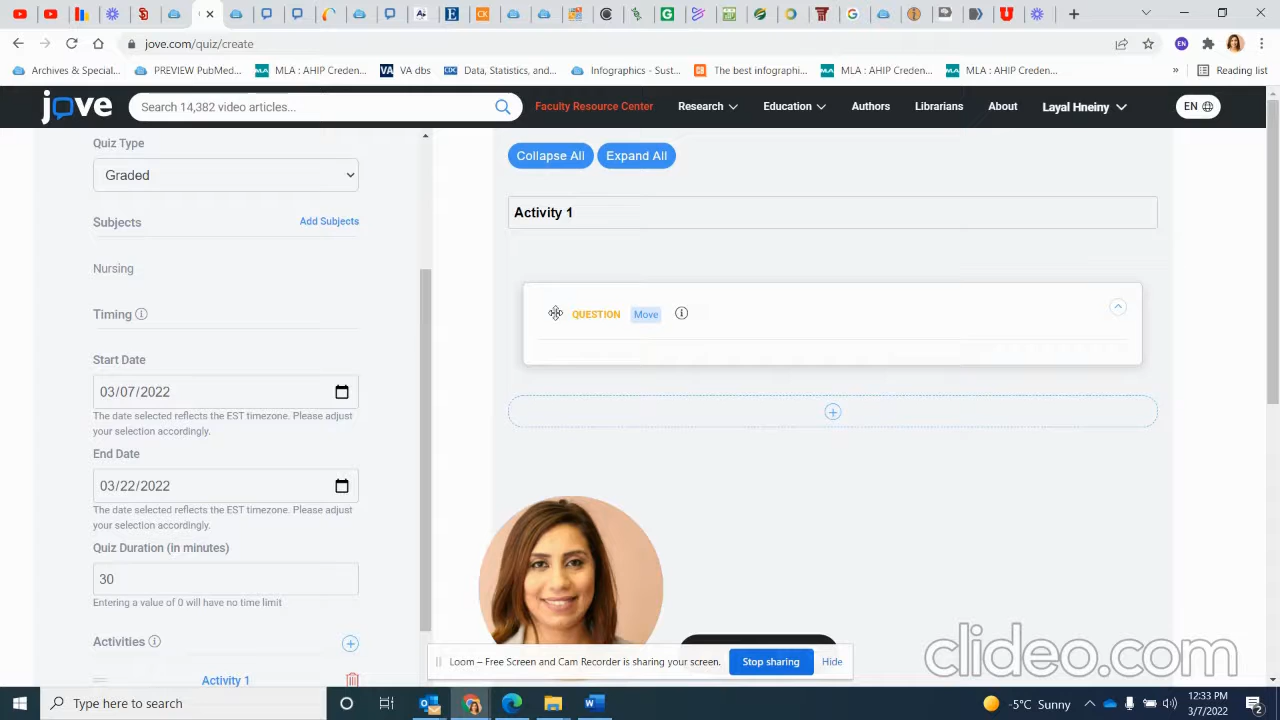 jove.com/quiz/create
EN
Archives & Special...
PREVIEW PubMed...
MLA : AHIP Creden...
VA
VA dbs
CDC
Data, Statistics, and...
Infographics - Sust...
The best infographi...
MLA : AHIP Creden...
MLA : AHIP Creden...
»
Reading list
jove
Search 14,382 video articles...
Faculty Resource Center
Research
Education
Authors
Librarians
About
Layal Hneiny
EN
Quiz Type
Graded
Subjects
Add Subjects
Nursing
Timing
Start Date
03/07/2022
The date selected reflects the EST timezone. Please adjust
your selection accordingly.
End Date
03/22/2022
The date selected reflects the EST timezone. Please adjust
your selection accordingly.
Quiz Duration (in minutes)
30
Entering a value of 0 will have no time limit
Activities
Activity 1
Collapse All
Expand All
Activity 1
QUESTION
Move
Loom – Free Screen and Cam Recorder is sharing your screen.
Stop sharing
Hide
clideo.com
Type here to search
-5°C Sunny
12:33 PM
3/7/2022
2